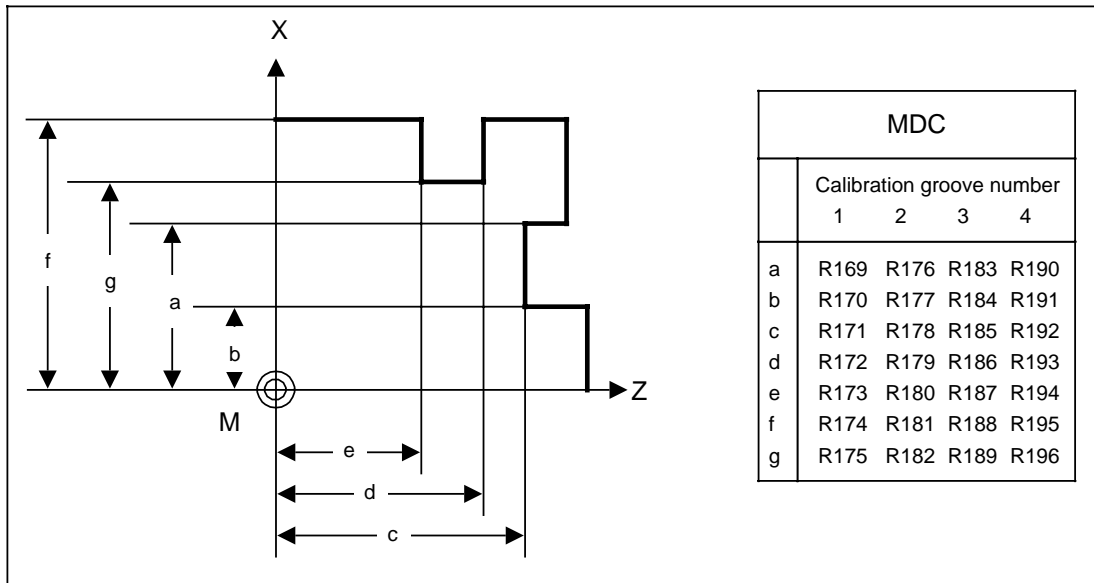 X
f
g
a
b
Z
M
e
d
c
MDC
Calibration groove number
1 2 3 4
a R169 R176 R183 R190
b R170 R177 R184 R191
c R171 R178 R185 R192
d R172 R179 R186 R193
e R173 R180 R187 R194
f R174 R181 R188 R195
g R175 R182 R189 R196